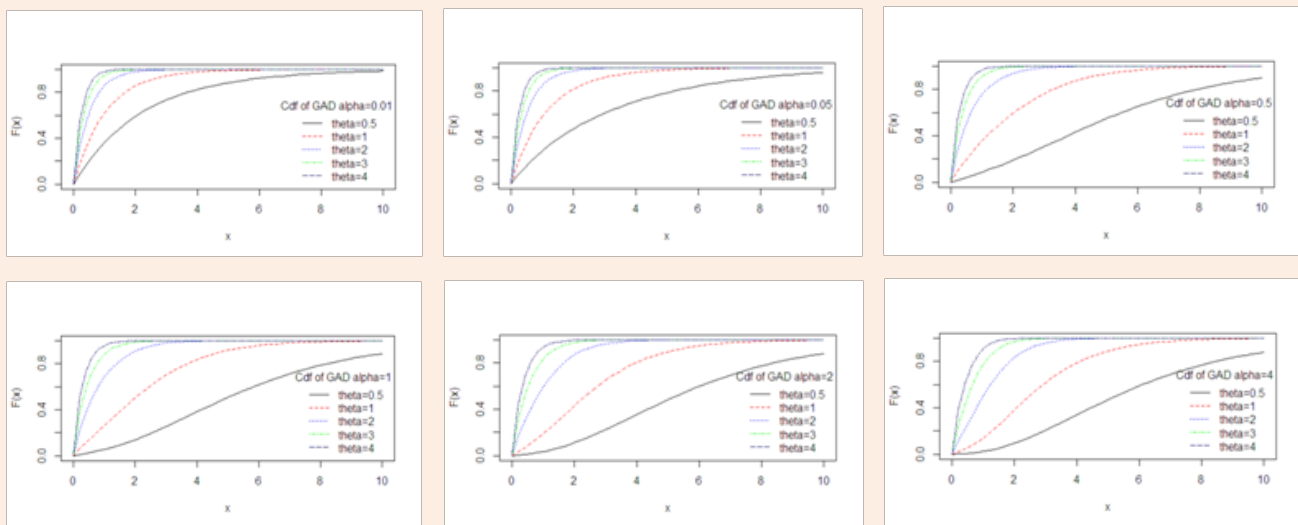 F(x)
0.0 0.4 0.8
Cdf of GAD alpha=0.01
theta=0.5
theta=1
theta=2
theta=3
theta=4
0 2 4 6 8 10
x
F(x)
0.0 0.4 0.8
Cdf of GAD alpha=0.05
theta=0.5
theta=1
theta=2
theta=3
theta=4
0 2 4 6 8 10
x
F(x)
0.0 0.4 0.8
Cdf of GAD alpha=0.5
theta=0.5
theta=1
theta=2
theta=3
theta=4
0 2 4 6 8 10
x
F(x)
0.0 0.4 0.8
Cdf of GAD alpha=1
theta=0.5
theta=1
theta=2
theta=3
theta=4
0 2 4 6 8 10
x
F(x)
0.0 0.4 0.8
Cdf of GAD alpha=2
theta=0.5
theta=1
theta=2
theta=3
theta=4
0 2 4 6 8 10
x
F(x)
0.0 0.4 0.8
Cdf of GAD alpha=4
theta=0.5
theta=1
theta=2
theta=3
theta=4
0 2 4 6 8 10
x